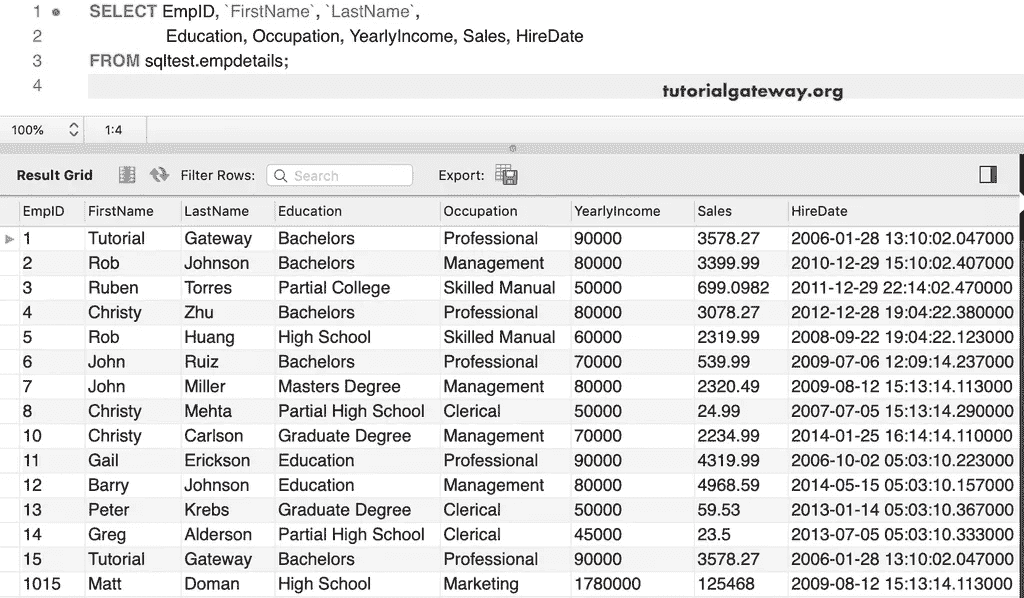 1 SELECT EmpID, `FirstName`, `LastName`,
2 Education, Occupation, YearlyIncome, Sales, HireDate
3 FROM sqltest.empdetails;
4
tutorialgateway.org
100% 1:4
Result Grid Filter Rows: Search Export:
EmpID FirstName LastName Education Occupation YearlyIncome Sales HireDate
1 Tutorial Gateway Bachelors Professional 90000 3578.27 2006-01-28 13:10:02.047000
2 Rob Johnson Bachelors Management 80000 3399.99 2010-12-29 15:10:02.407000
3 Ruben Torres Partial College Skilled Manual 50000 699.0982 2011-12-29 22:14:02.470000
4 Christy Zhu Bachelors Professional 80000 3078.27 2012-12-28 19:04:22.380000
5 Rob Huang High School Skilled Manual 60000 2319.99 2008-09-22 19:04:22.123000
6 John Ruiz Bachelors Professional 70000 539.99 2009-07-06 12:09:14.237000
7 John Miller Masters Degree Management 80000 2320.49 2009-08-12 15:13:14.113000
8 Christy Mehta Partial High School Clerical 50000 24.99 2007-07-05 15:13:14.290000
10 Christy Carlson Graduate Degree Management 70000 2234.99 2014-01-25 16:14:14.110000
11 Gail Erickson Education Professional 90000 4319.99 2006-10-02 05:03:10.223000
12 Barry Johnson Education Management 80000 4968.59 2014-05-15 05:03:10.157000
13 Peter Krebs Graduate Degree Clerical 50000 59.53 2013-01-14 05:03:10.367000
14 Greg Alderson Partial High School Clerical 45000 23.5 2013-07-05 05:03:10.333000
15 Tutorial Gateway Bachelors Professional 90000 3578.27 2006-01-28 13:10:02.047000
1015 Matt Doman High School Marketing 1780000 125468 2009-08-12 15:13:14.113000